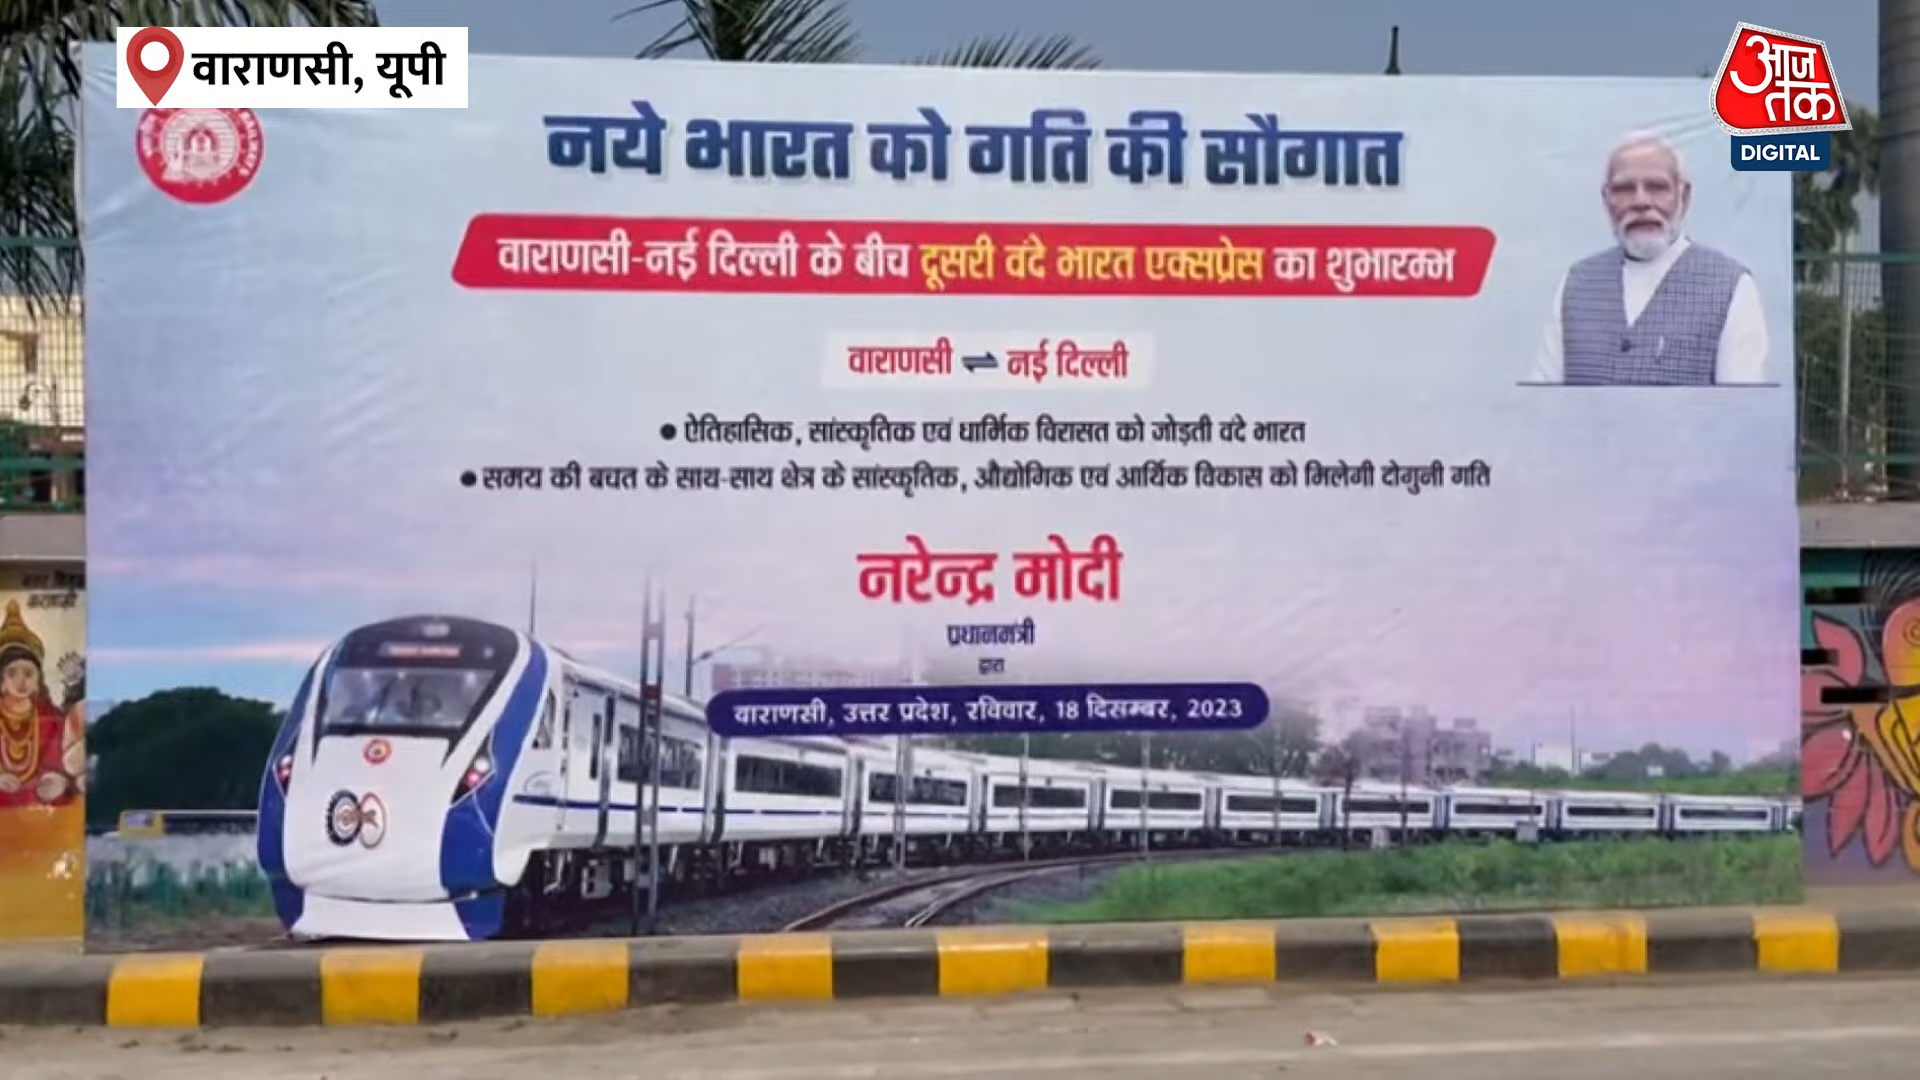 वाराणसी, यूपी
आज
तक
DIGITAL
नये भारत को गति की सौगात
वाराणसी-नई दिल्ली के बीच दूसरी वंदे भारत एक्सप्रेस का शुभारम्भ
वाराणसी ⇌ नई दिल्ली
● ऐतिहासिक, सांस्कृतिक एवं धार्मिक विरासत को जोड़ती वंदे भारत
● समय की बचत के साथ-साथ क्षेत्र के सांस्कृतिक, औद्योगिक एवं आर्थिक विकास को मिलेगी दोगुनी गति
नरेन्द्र मोदी
प्रधानमंत्री
द्वारा
वाराणसी, उत्तर प्रदेश, रविवार, 18 दिसम्बर, 2023